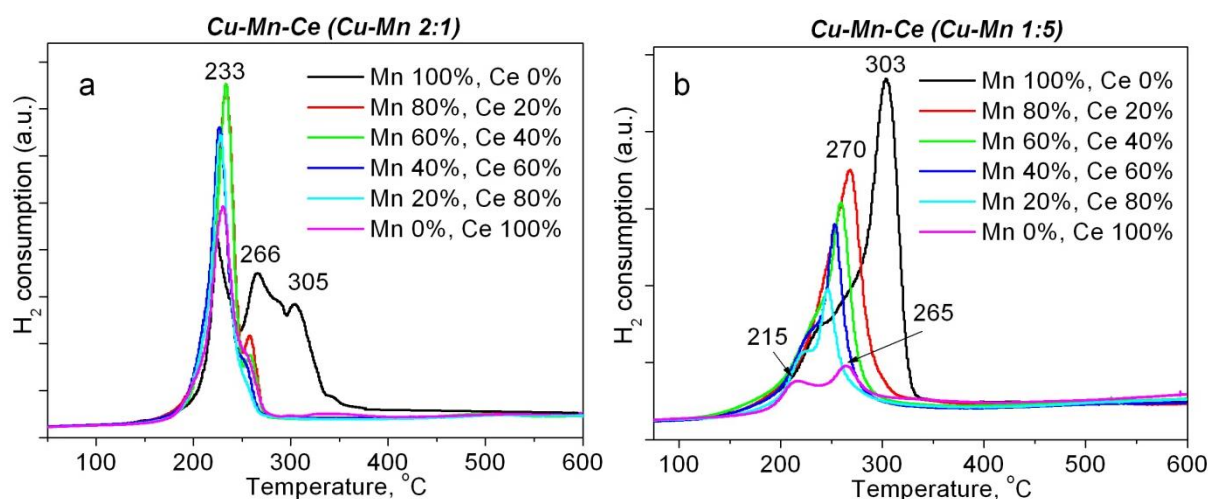 Cu-Mn-Ce (Cu-Mn 2:1)
a
233
266
305
Mn 100%, Ce 0%
Mn 80%, Ce 20%
Mn 60%, Ce 40%
Mn 40%, Ce 60%
Mn 20%, Ce 80%
Mn 0%, Ce 100%
H2 consumption (a.u.)
100 200 300 400 500 600
Temperature, °C
Cu-Mn-Ce (Cu-Mn 1:5)
b
303
270
215
265
Mn 100%, Ce 0%
Mn 80%, Ce 20%
Mn 60%, Ce 40%
Mn 40%, Ce 60%
Mn 20%, Ce 80%
Mn 0%, Ce 100%
H2 consumption (a.u.)
100 200 300 400 500 600
Temperature, °C